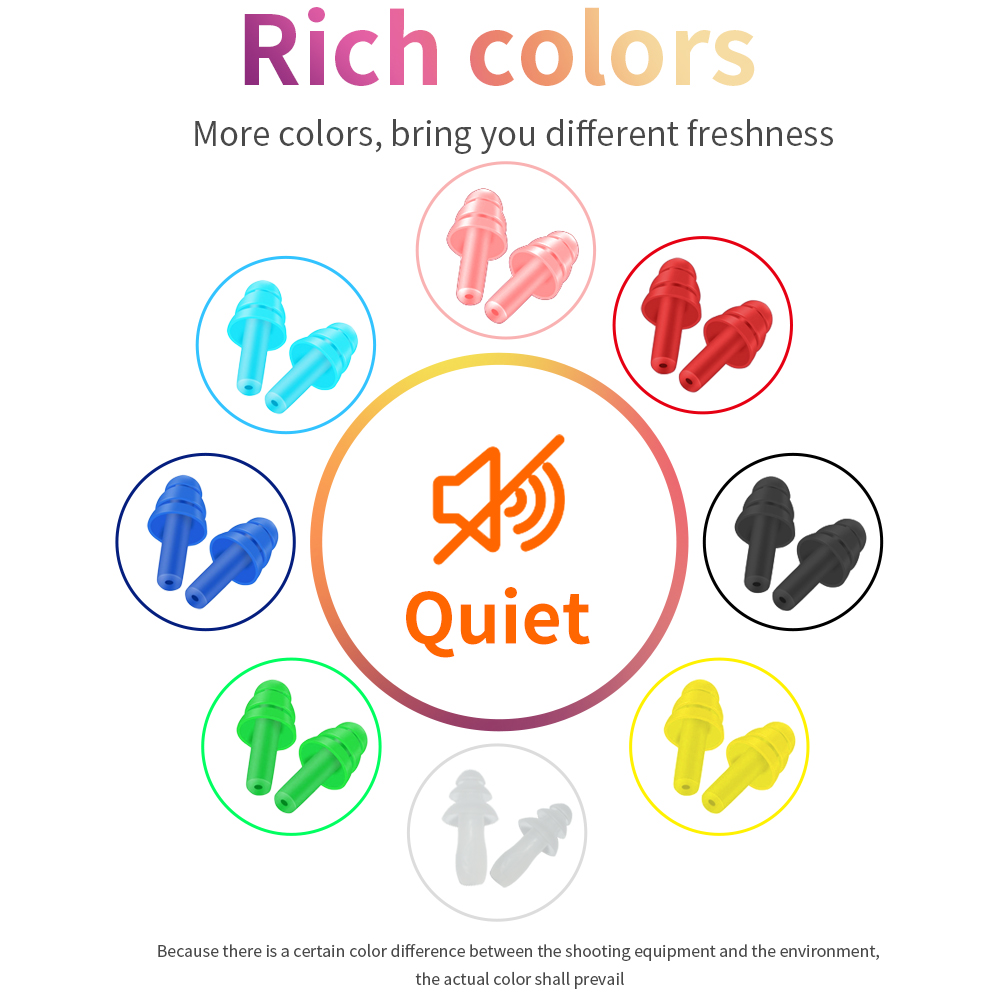 Rich colors
More colors, bring you different freshness
Quiet
Because there is a certain color difference between the shooting equipment and the environment,
the actual color shall prevail